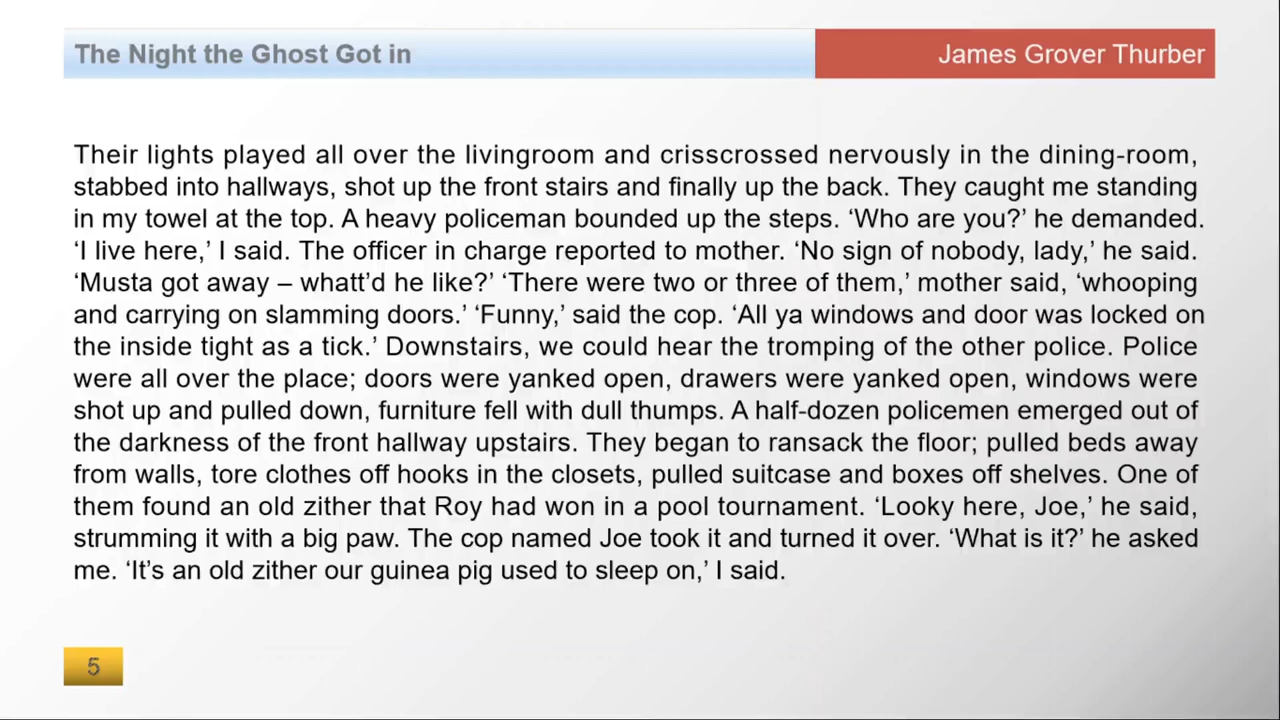 The Night the Ghost Got in
James Grover Thurber
Their lights played all over the livingroom and crisscrossed nervously in the dining-room,
stabbed into hallways, shot up the front stairs and finally up the back. They caught me standing
in my towel at the top. A heavy policeman bounded up the steps. ‘Who are you?’ he demanded.
‘I live here,’ I said. The officer in charge reported to mother. ‘No sign of nobody, lady,’ he said.
‘Musta got away – whatt’d he like?’ ‘There were two or three of them,’ mother said, ‘whooping
and carrying on slamming doors.’ ‘Funny,’ said the cop. ‘All ya windows and door was locked on
the inside tight as a tick.’ Downstairs, we could hear the tromping of the other police. Police
were all over the place; doors were yanked open, drawers were yanked open, windows were
shot up and pulled down, furniture fell with dull thumps. A half-dozen policemen emerged out of
the darkness of the front hallway upstairs. They began to ransack the floor; pulled beds away
from walls, tore clothes off hooks in the closets, pulled suitcase and boxes off shelves. One of
them found an old zither that Roy had won in a pool tournament. ‘Looky here, Joe,’ he said,
strumming it with a big paw. The cop named Joe took it and turned it over. ‘What is it?’ he asked
me. ‘It’s an old zither our guinea pig used to sleep on,’ I said.
5